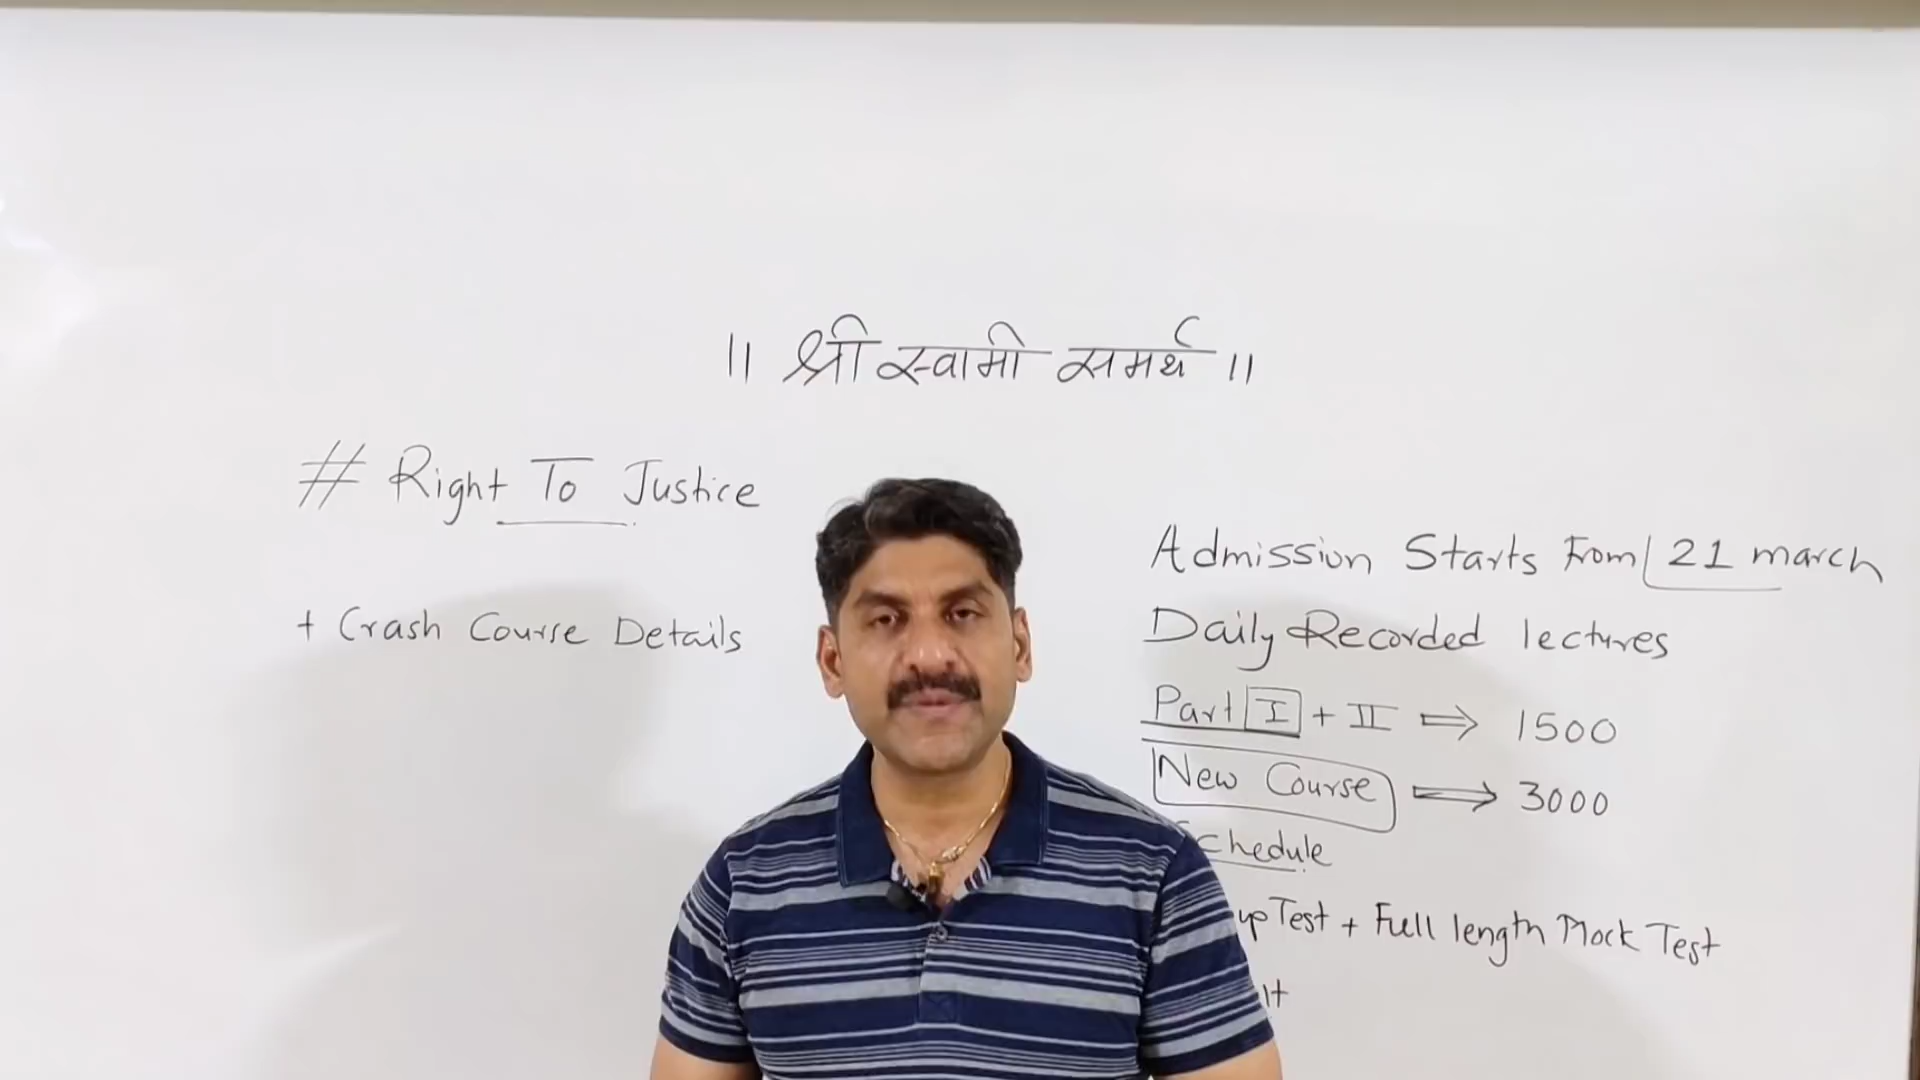 ॥ श्री स्वामी समर्थ ॥
# Right To Justice
+ Crash Course Details
Admission Starts From 21 march
Daily Recorded lectures
Part I + II ⇒ 1500
New Course ⇒ 3000
Schedule
Test + Full length Mock Test